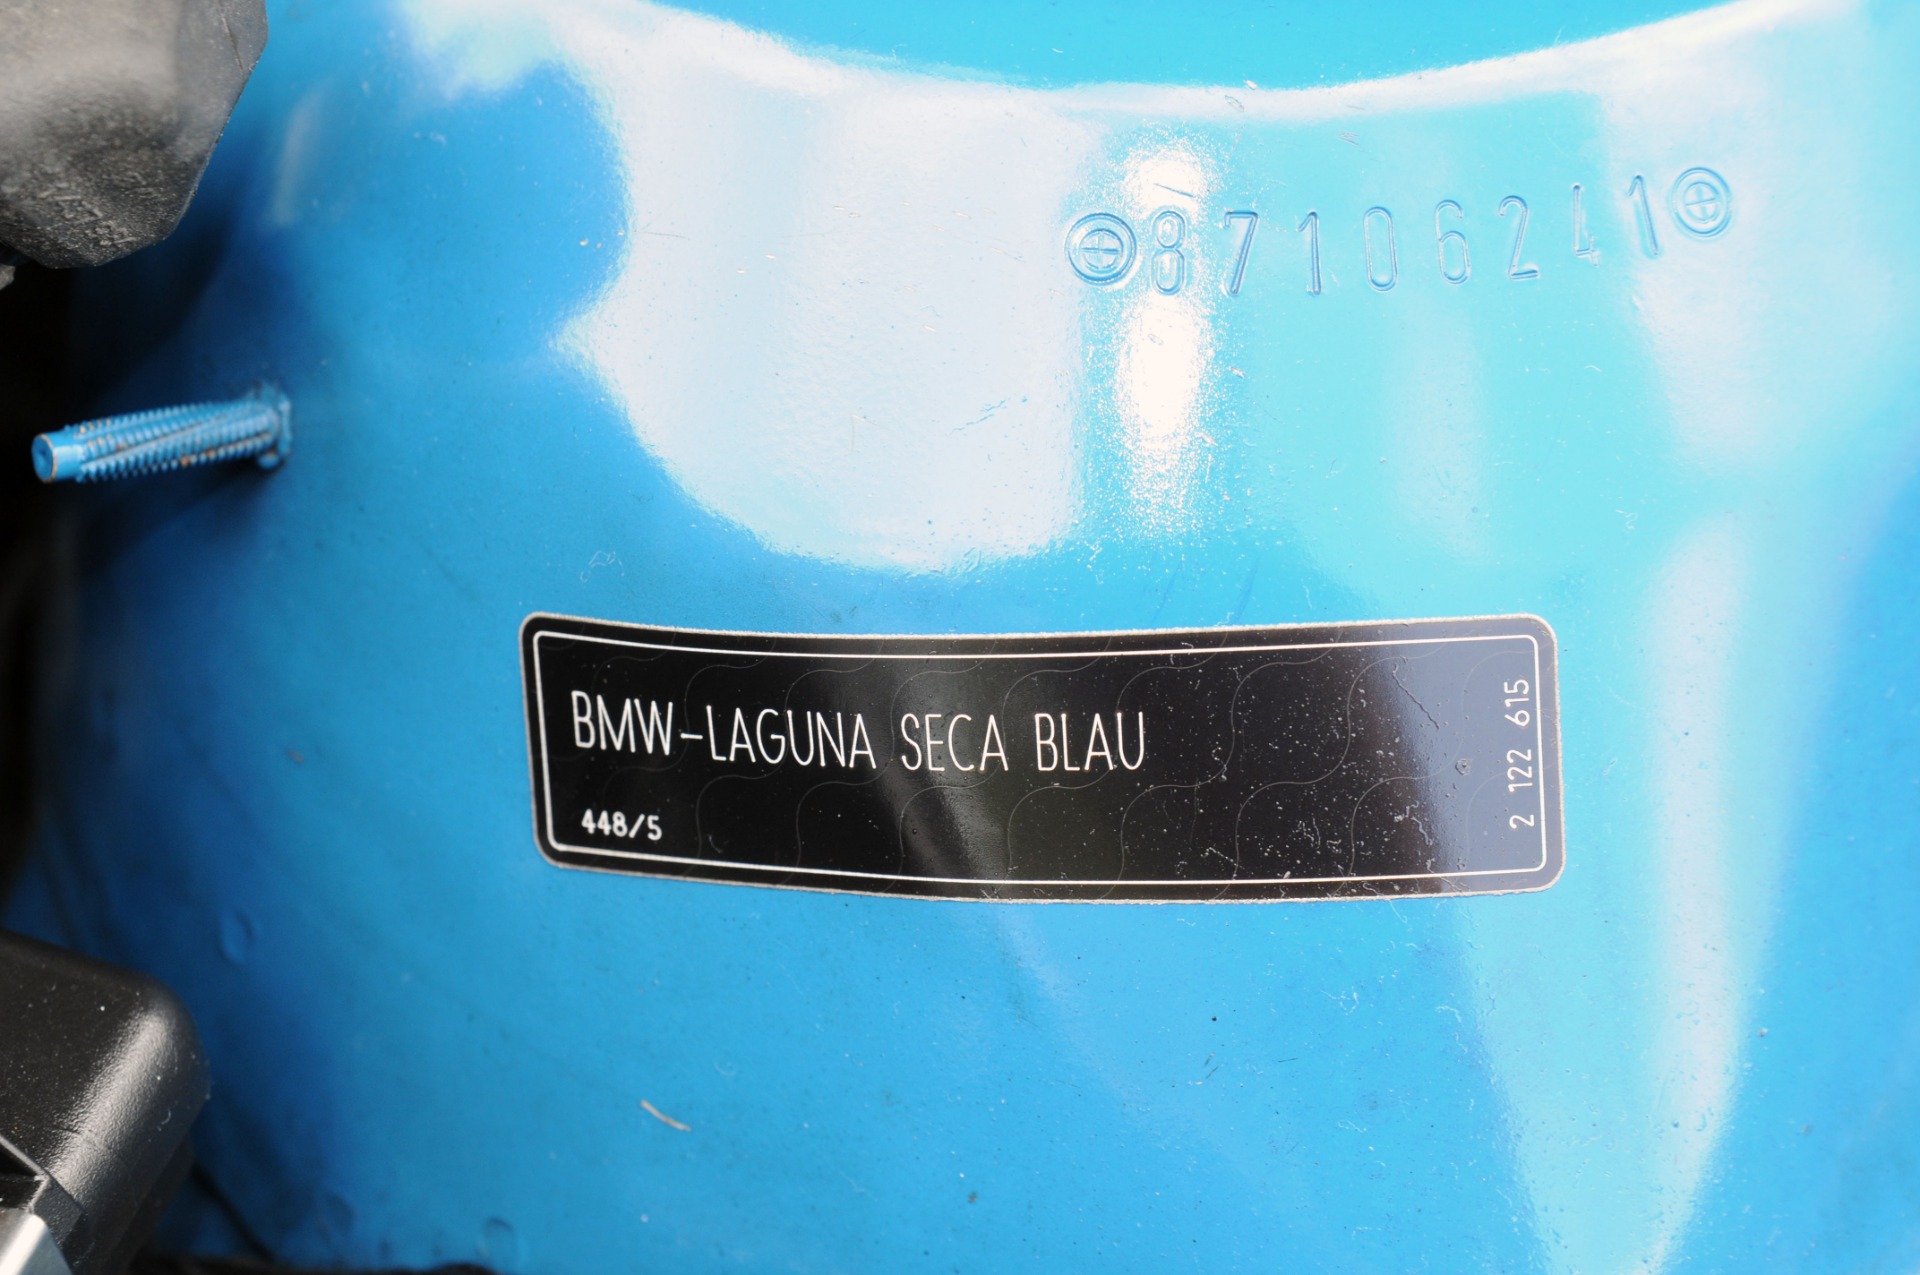 87106241
BMW-LAGUNA SECA BLAU
448/5
2 122 615